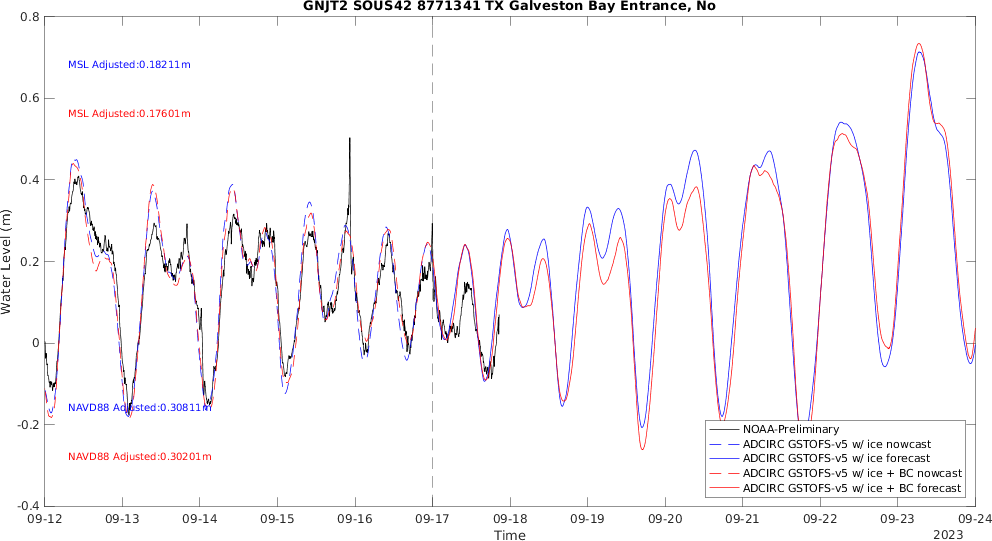 GNJT2 SOUS42 8771341 TX Galveston Bay Entrance, No
0.8
0.6
0.4
0.2
0
-0.2
-0.4
Water Level (m)
MSL Adjusted:0.18211m
MSL Adjusted:0.17601m
NAVD88 Adjusted:0.30811m
NAVD88 Adjusted:0.30201m
NOAA-Preliminary
ADCIRC GSTOFS-v5 w/ ice nowcast
ADCIRC GSTOFS-v5 w/ ice forecast
ADCIRC GSTOFS-v5 w/ ice + BC nowcast
ADCIRC GSTOFS-v5 w/ ice + BC forecast
09-12 09-13 09-14 09-15 09-16 09-17 09-18 09-19 09-20 09-21 09-22 09-23 09-24
Time
2023